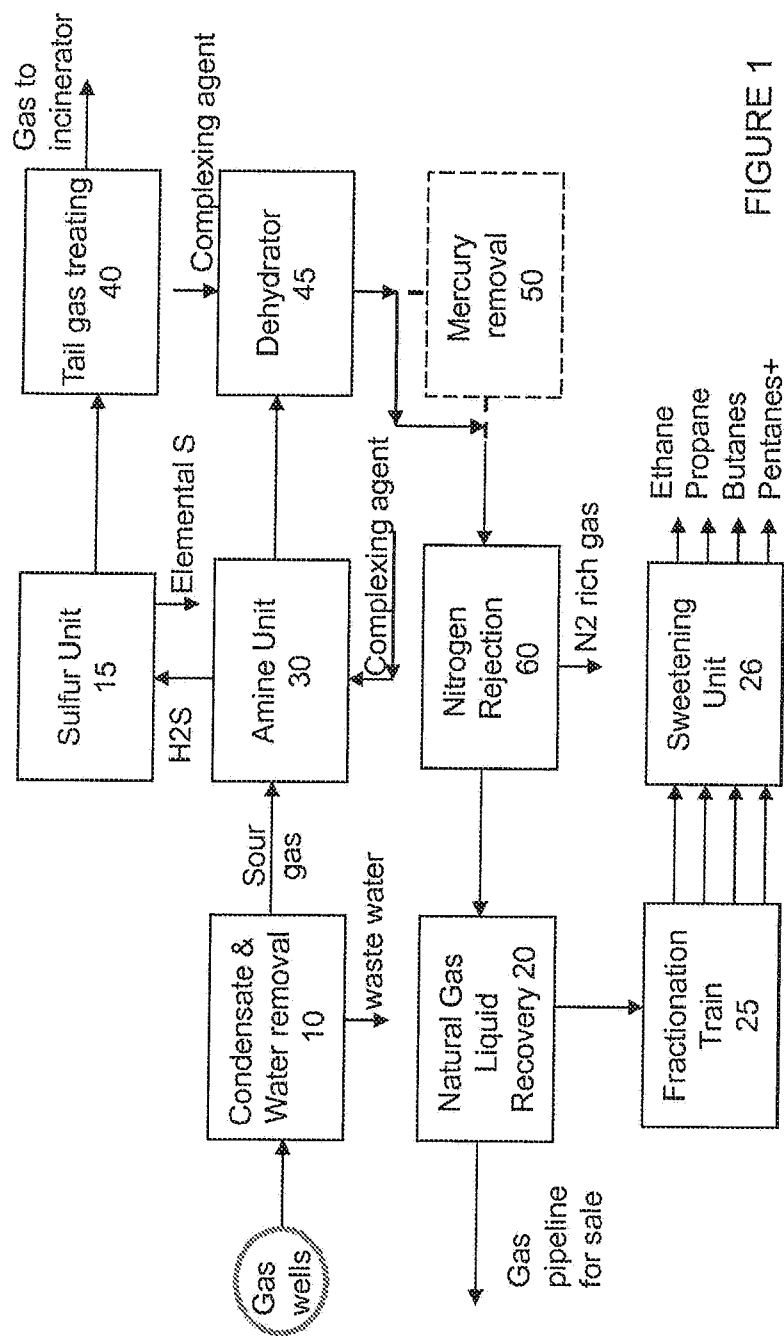 Gas
wells
Condensate &
Water removal
10
waste water
Sour
gas
Amine Unit
30
H2S
Sulfur Unit
15
Elemental S
Complexing agent
Tail gas treating
40
Gas to
incinerator
Complexing agent
Dehydrator
45
Mercury
removal
50
Nitrogen
Rejection
60
N2 rich gas
Natural Gas
Liquid
Recovery 20
Gas
pipeline
for sale
Fractionation
Train
25
Sweetening
Unit
26
Ethane
Propane
Butanes
Pentanes+
FIGURE 1